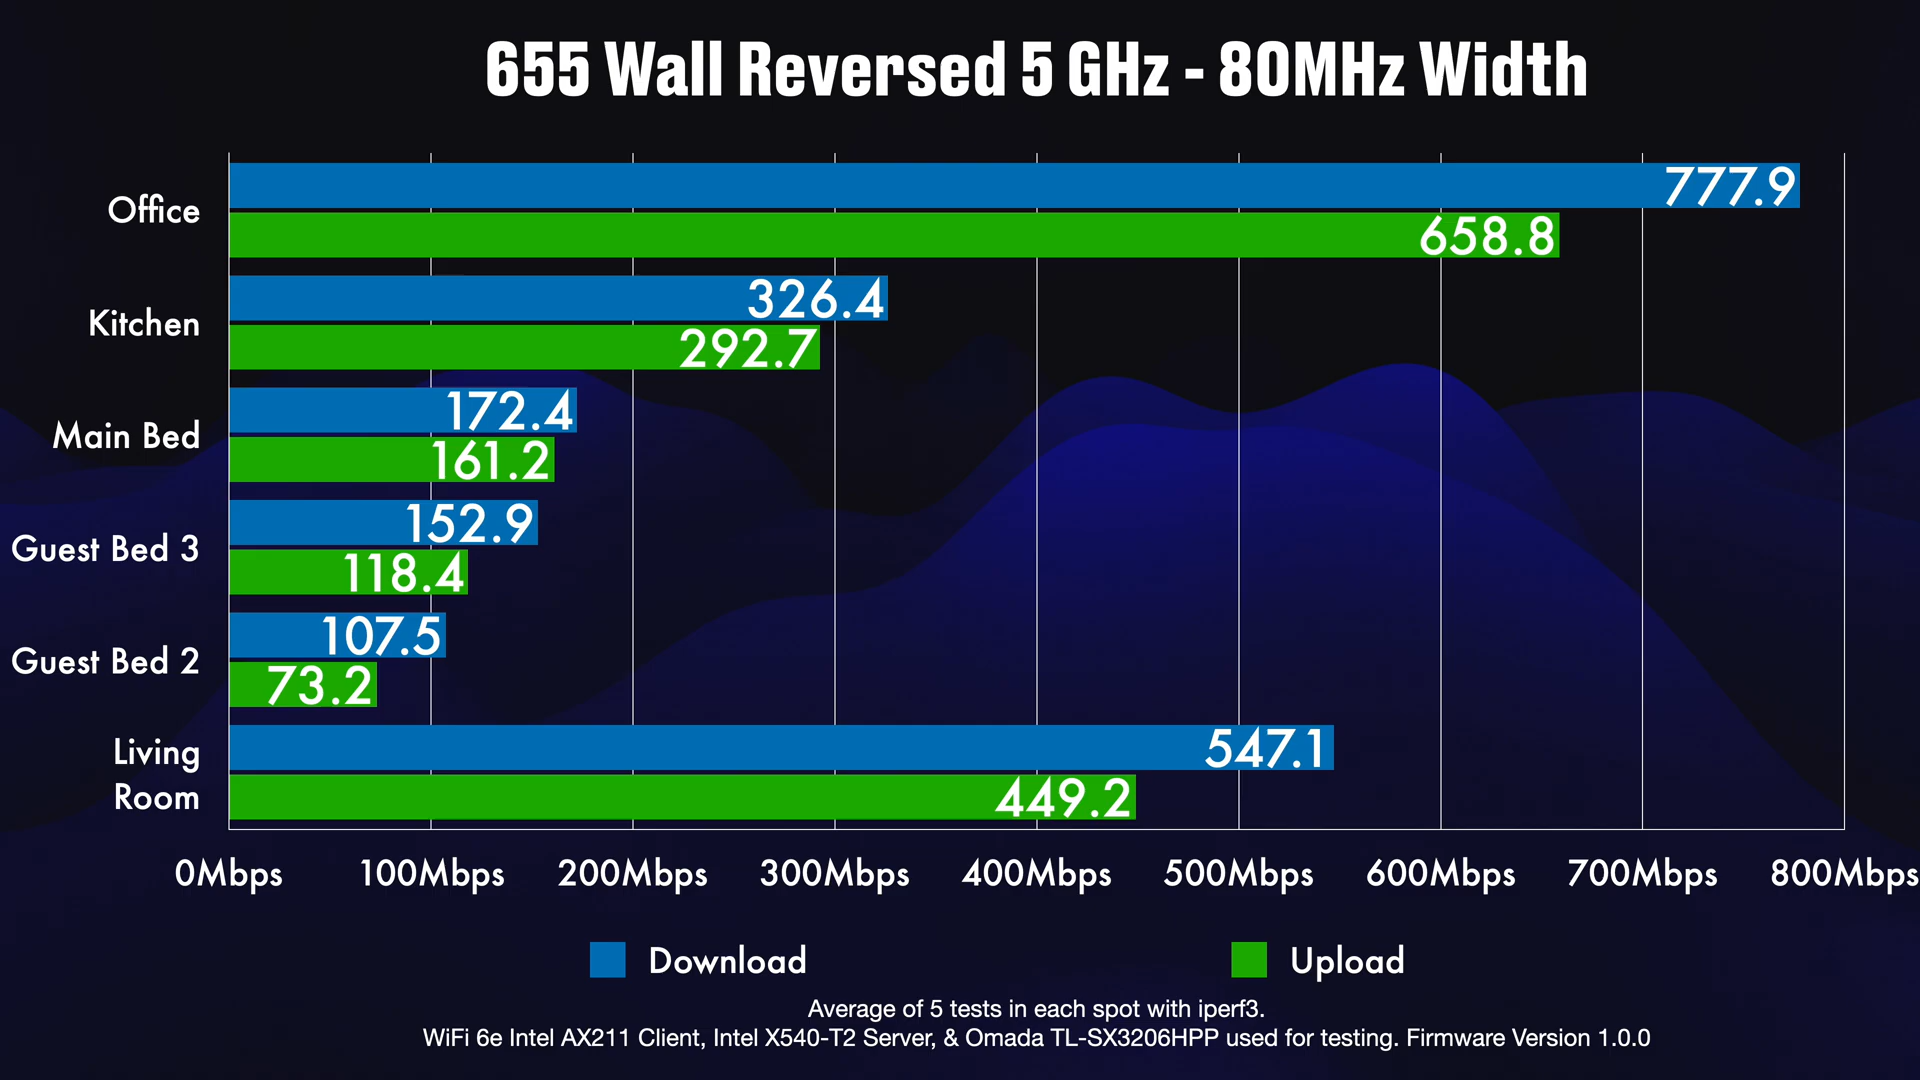 655 Wall Reversed 5 GHz - 80MHz Width
Office
777.9
658.8
Kitchen
326.4
292.7
Main Bed
172.4
161.2
Guest Bed 3
152.9
118.4
Guest Bed 2
107.5
73.2
Living
Room
547.1
449.2
0Mbps 100Mbps 200Mbps 300Mbps 400Mbps 500Mbps 600Mbps 700Mbps 800Mbps
Download Upload
Average of 5 tests in each spot with iperf3.
WiFi 6e Intel AX211 Client, Intel X540-T2 Server, & Omada TL-SX3206HPP used for testing. Firmware Version 1.0.0